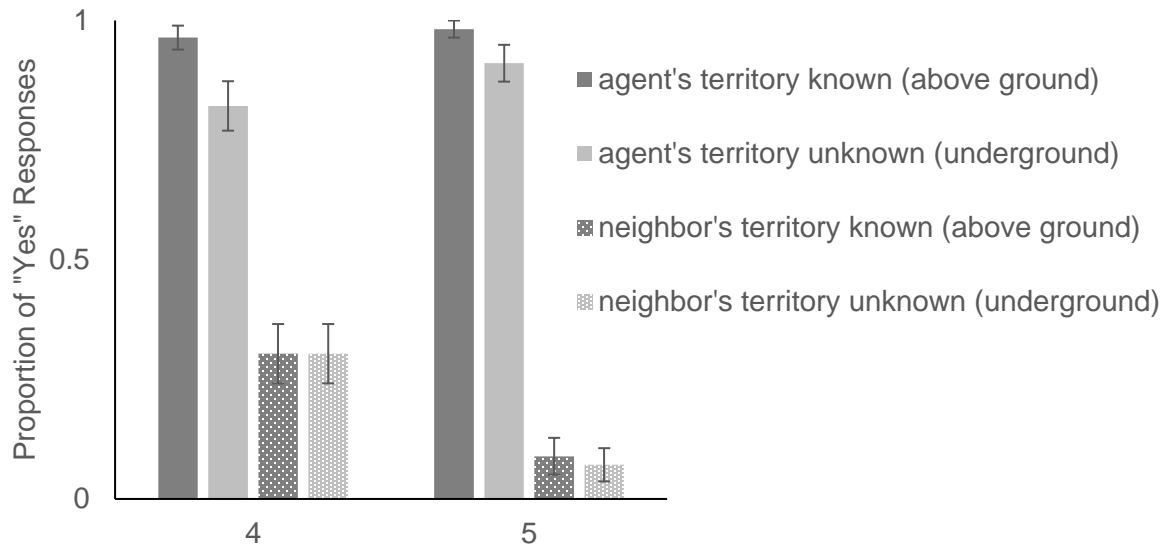 1
0.5
0
Proportion of "Yes" Responses
4
5
agent's territory known (above ground)
agent's territory unknown (underground)
neighbor's territory known (above ground)
neighbor's territory unknown (underground)